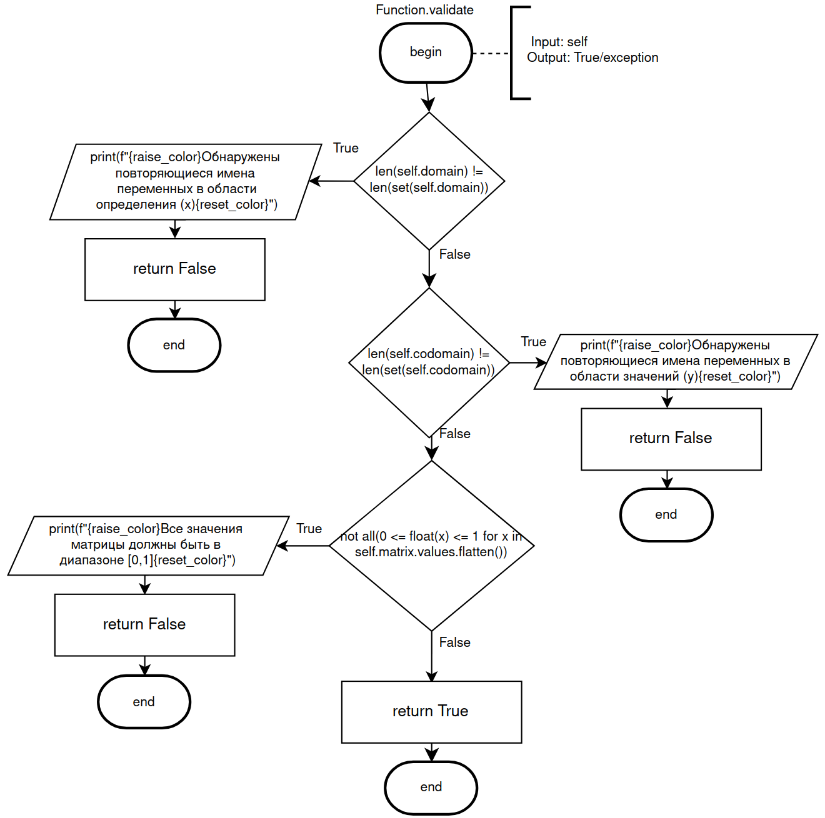 Function.validate
begin
Input: self
Output: True/exception
len(self.domain) !=
len(set(self.domain))
True
print(f"{raise_color}Обнаружены
повторяющиеся имена
переменных в области
определения (x){reset_color}")
return False
end
False
len(self.codomain) !=
len(set(self.codomain))
True
print(f"{raise_color}Обнаружены
повторяющиеся имена переменных в
области значений (y){reset_color}")
return False
end
False
not all(0 <= float(x) <= 1 for x in
self.matrix.values.flatten())
True
print(f"{raise_color}Все значения
матрицы должны быть в
диапазоне [0,1]{reset_color}")
return False
end
False
return True
end